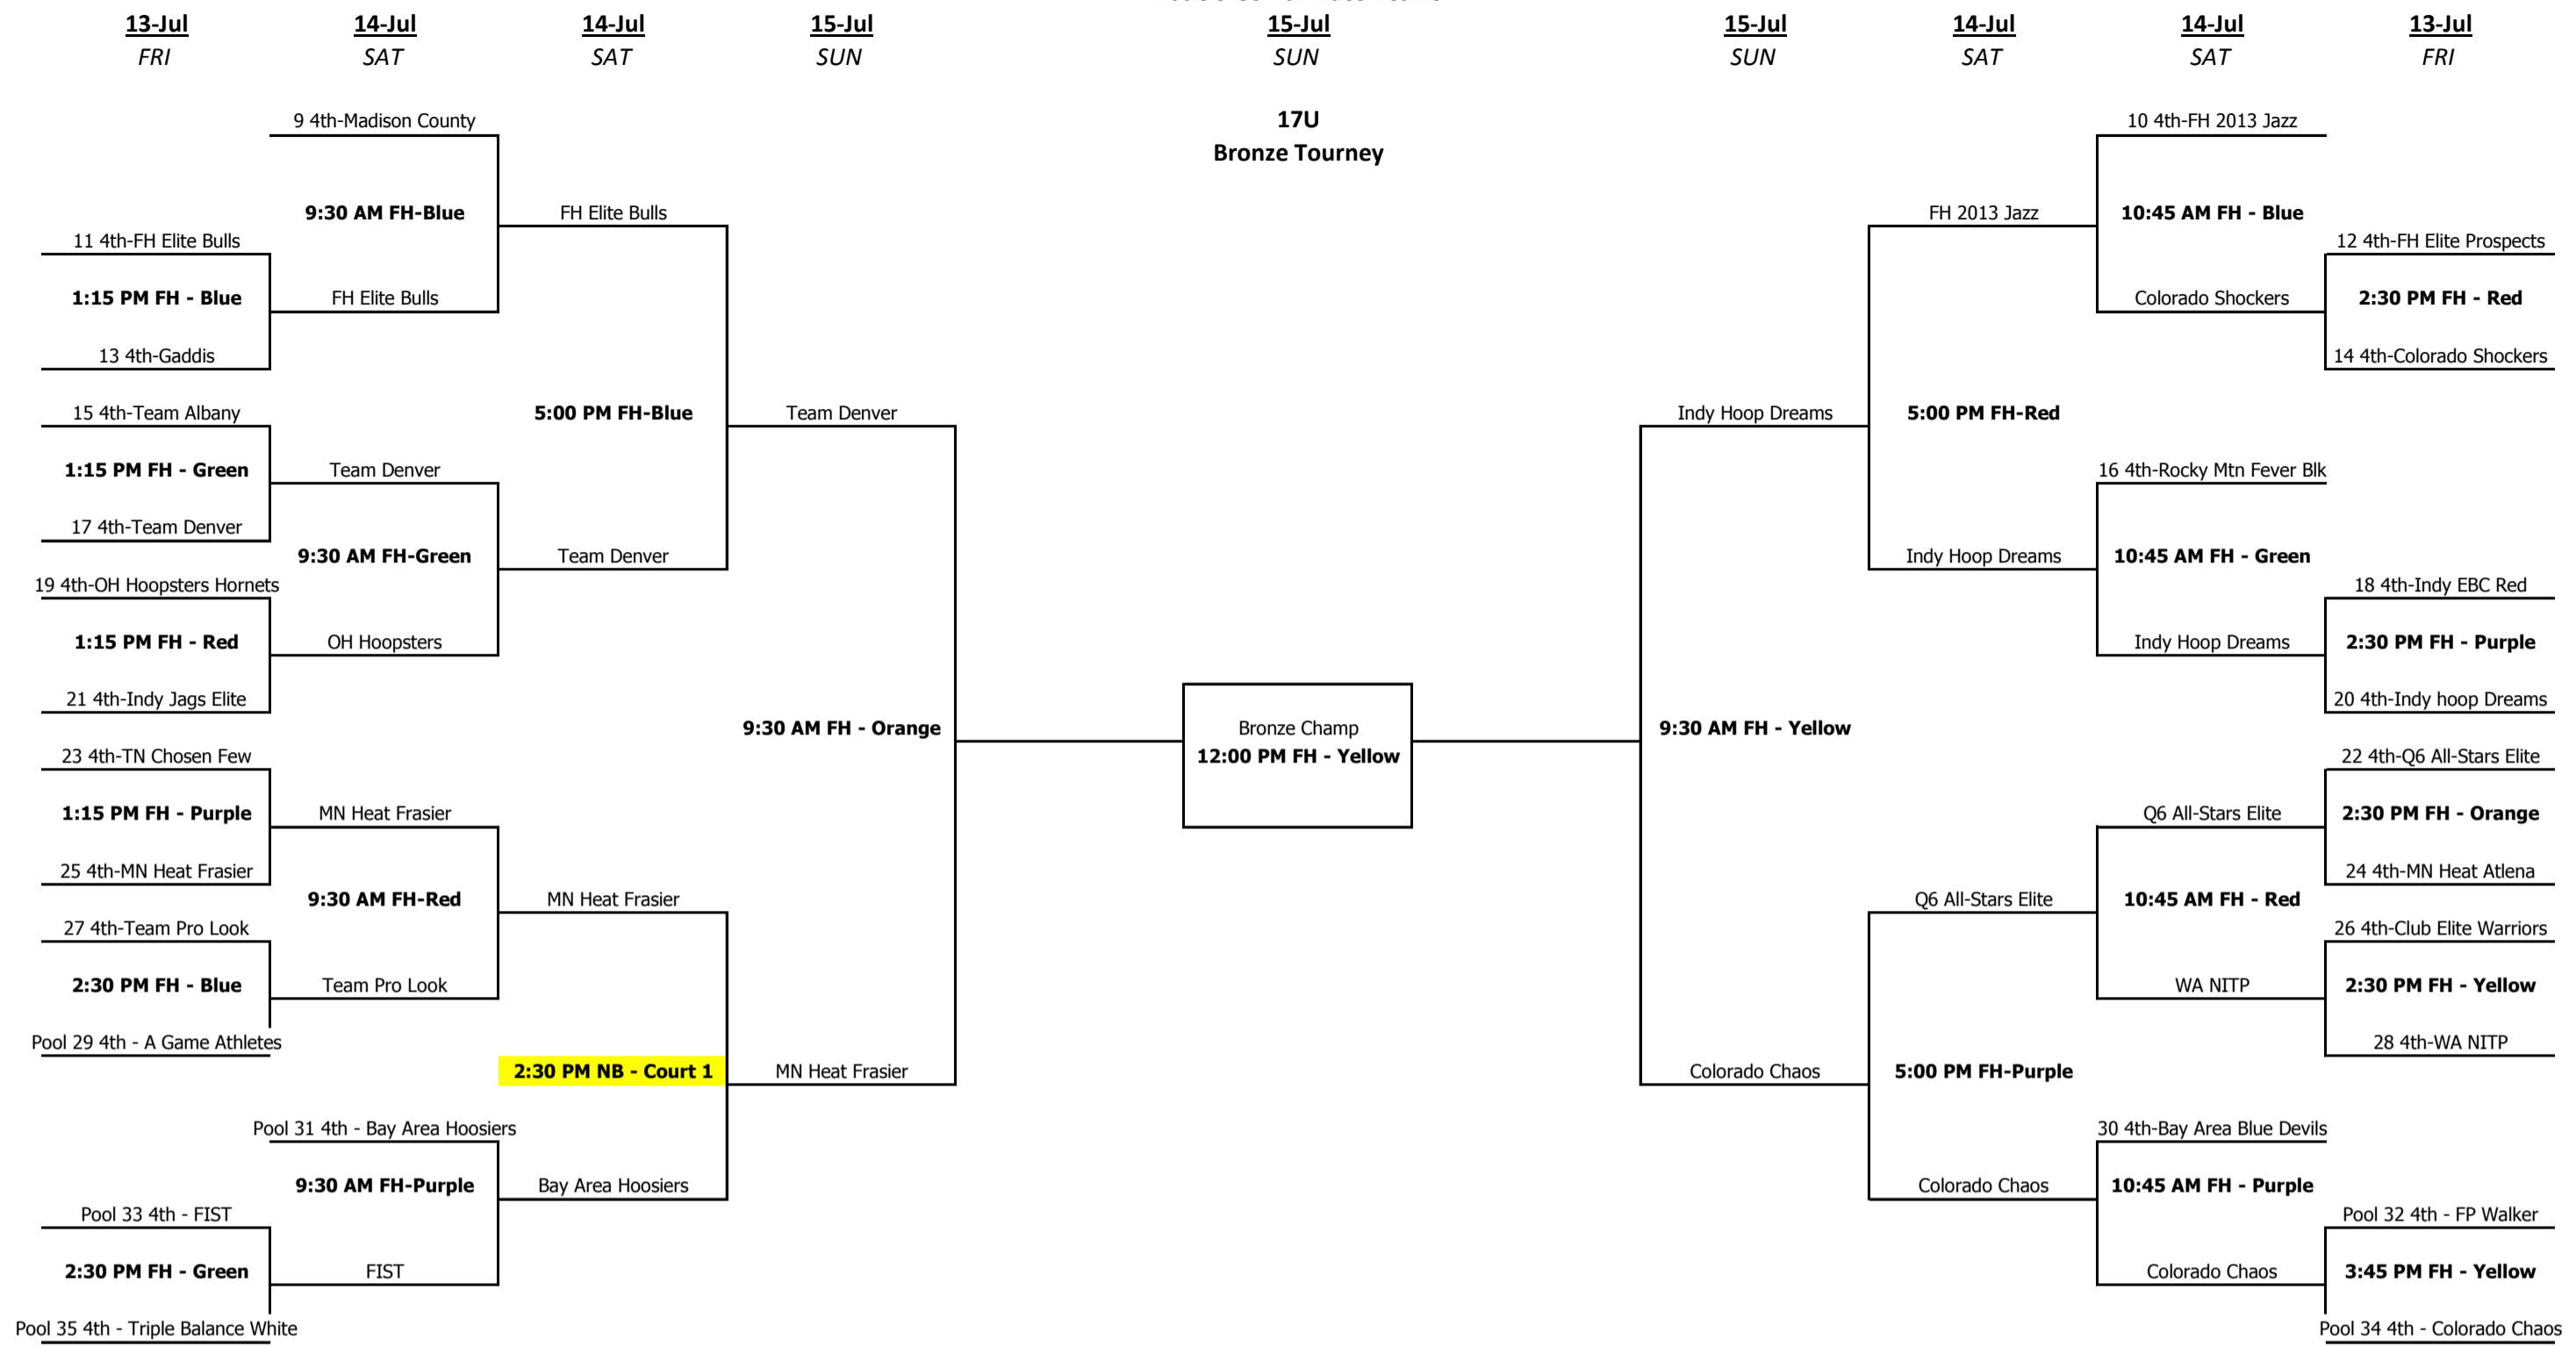 13-Jul 14-Jul 14-Jul 15-Jul 15-Jul 15-Jul 14-Jul 14-Jul 13-Jul
FRI SAT SAT SUN SUN SUN SAT SAT FRI
9 4th-Madison County 17U 10 4th-FH 2013 Jazz
Bronze Tourney
9:30 AM FH-Blue FH Elite Bulls FH 2013 Jazz 10:45 AM FH - Blue
11 4th-FH Elite Bulls 12 4th-FH Elite Prospects
1:15 PM FH - Blue FH Elite Bulls Colorado Shockers 2:30 PM FH - Red
13 4th-Gaddis 14 4th-Colorado Shockers
15 4th-Team Albany 5:00 PM FH-Blue Team Denver Indy Hoop Dreams 5:00 PM FH-Red
1:15 PM FH - Green Team Denver 16 4th-Rocky Mtn Fever Blk
17 4th-Team Denver
9:30 AM FH-Green Team Denver Indy Hoop Dreams 10:45 AM FH - Green
19 4th-OH Hoopsters Hornets 18 4th-Indy EBC Red
1:15 PM FH - Red OH Hoopsters Indy Hoop Dreams 2:30 PM FH - Purple
21 4th-Indy Jags Elite 20 4th-Indy hoop Dreams
9:30 AM FH - Orange Bronze Champ 9:30 AM FH - Yellow
23 4th-TN Chosen Few 12:00 PM FH - Yellow 22 4th-Q6 All-Stars Elite
1:15 PM FH - Purple MN Heat Frasier Q6 All-Stars Elite 2:30 PM FH - Orange
25 4th-MN Heat Frasier 24 4th-MN Heat Atlena
9:30 AM FH-Red MN Heat Frasier Q6 All-Stars Elite 10:45 AM FH - Red
27 4th-Team Pro Look 26 4th-Club Elite Warriors
2:30 PM FH - Blue Team Pro Look WA NITP 2:30 PM FH - Yellow
Pool 29 4th - A Game Athletes 28 4th-WA NITP
2:30 PM NB - Court 1 MN Heat Frasier Colorado Chaos 5:00 PM FH-Purple
Pool 31 4th - Bay Area Hoosiers 30 4th-Bay Area Blue Devils
9:30 AM FH-Purple Bay Area Hoosiers Colorado Chaos 10:45 AM FH - Purple
Pool 33 4th - FIST Pool 32 4th - FP Walker
2:30 PM FH - Green FIST Colorado Chaos 3:45 PM FH - Yellow
Pool 35 4th - Triple Balance White Pool 34 4th - Colorado Chaos